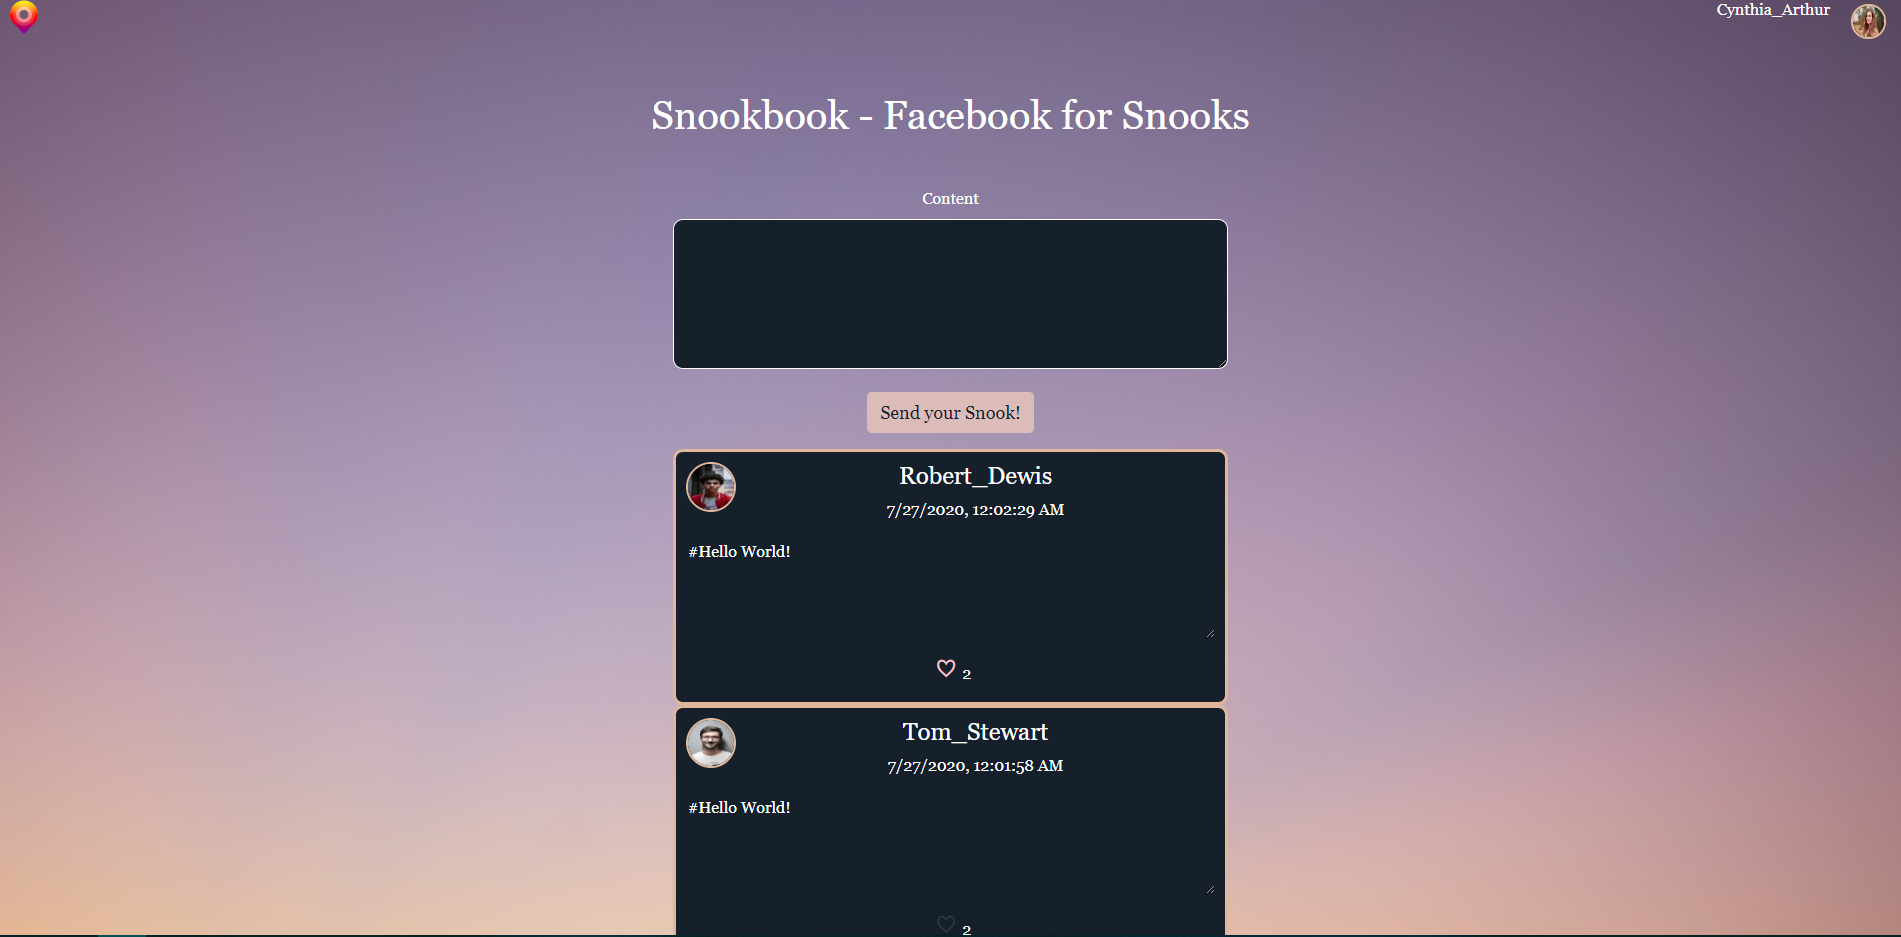 Cynthia_Arthur
Snookbook - Facebook for Snooks
Content
Send your Snook!
Robert_Dewis
7/27/2020, 12:02:29 AM
#Hello World!
2
Tom_Stewart
7/27/2020, 12:01:58 AM
#Hello World!
2